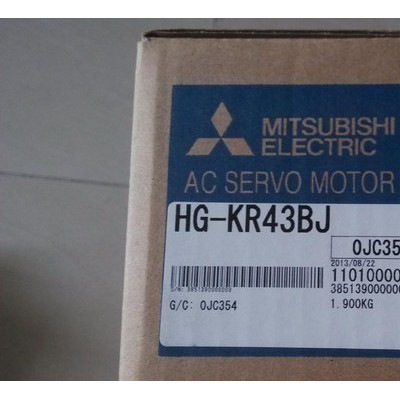 MITSUBISHI
ELECTRIC
AC SERVO MOTOR
HG-KR43BJ
0JC35
2013/08/22
11010000
38513900000
G/C: 0JC354
1.900KG